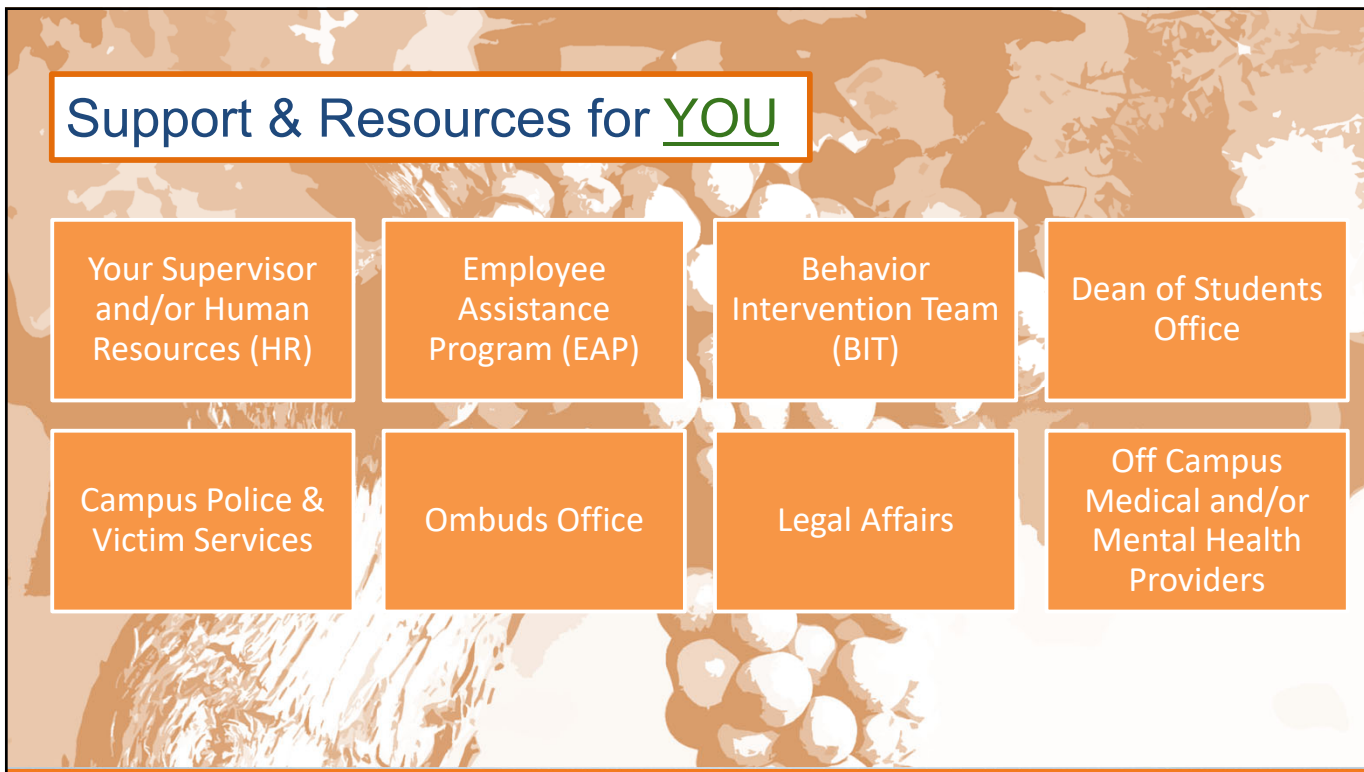 Support & Resources for YOU
Your Supervisor
and/or Human
Resources (HR)
Employee
Assistance
Program (EAP)
Behavior
Intervention Team
(BIT)
Dean of Students
Office
Campus Police &
Victim Services
Ombuds Office
Legal Affairs
Off Campus
Medical and/or
Mental Health
Providers